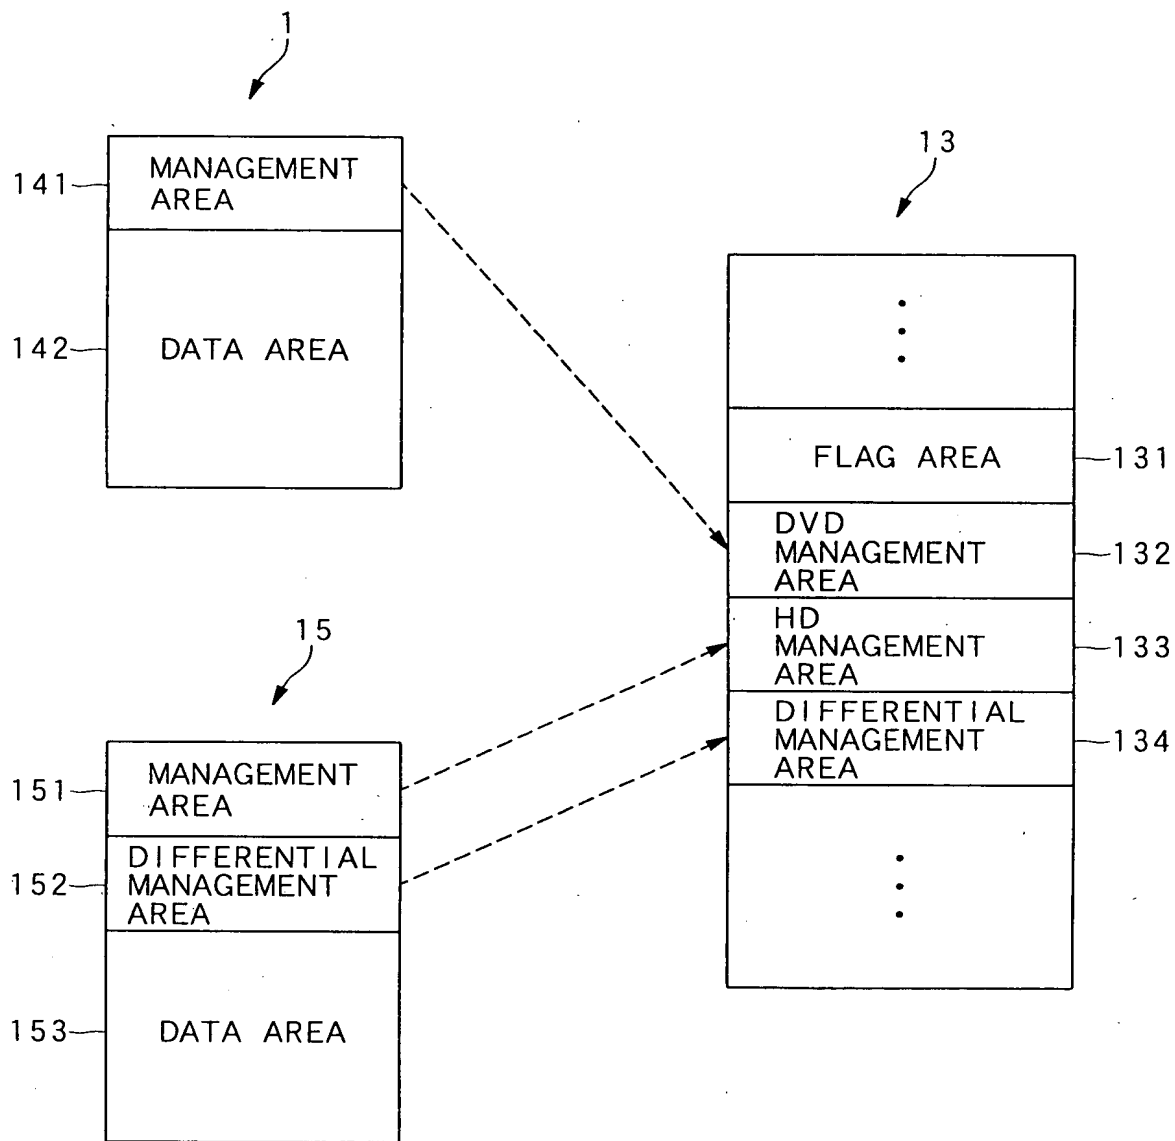 1
MANAGEMENT
AREA
141
DATA AREA
142
13
FLAG AREA
131
DVD
MANAGEMENT
AREA
132
HD
MANAGEMENT
AREA
133
DIFFERENTIAL
MANAGEMENT
AREA
134
15
MANAGEMENT
AREA
151
DIFFERENTIAL
MANAGEMENT
AREA
152
DATA AREA
153